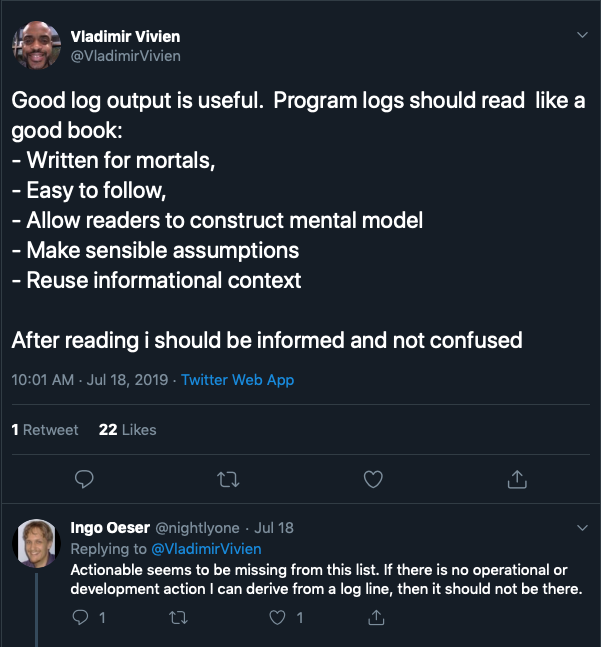 Vladimir Vivien
@VladimirVivien
Good log output is useful.  Program logs should read  like a
good book:
- Written for mortals,
- Easy to follow,
- Allow readers to construct mental model
- Make sensible assumptions
- Reuse informational context
After reading i should be informed and not confused
10:01 AM · Jul 18, 2019 · Twitter Web App
1 Retweet 22 Likes
Ingo Oeser @nightlyone · Jul 18
Replying to @VladimirVivien
Actionable seems to be missing from this list. If there is no operational or
development action I can derive from a log line, then it should not be there.
1 1